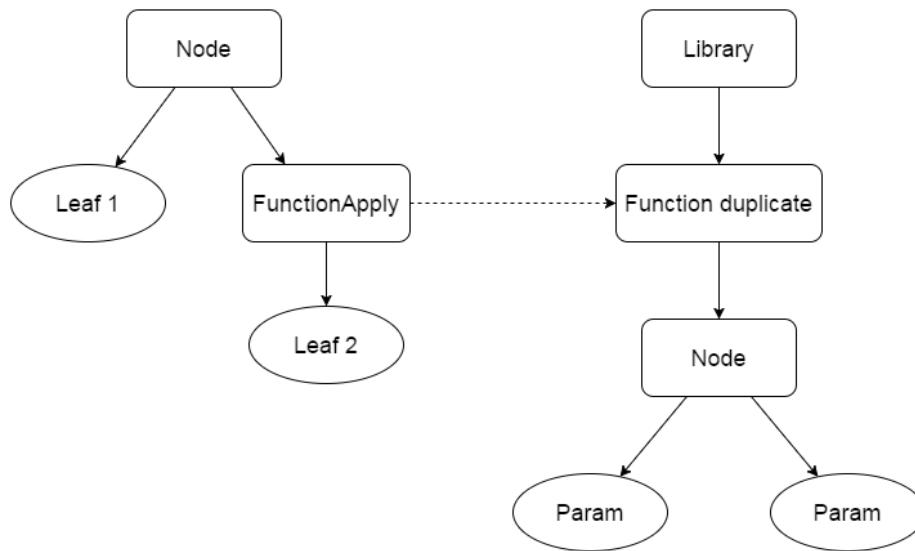 Node
Library
Leaf 1
FunctionApply
Function duplicate
Leaf 2
Node
Param
Param